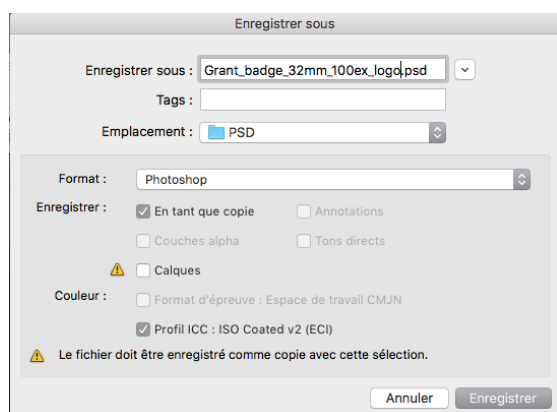 Enregistrer sous
Enregistrer sous : Grant_badge_32mm_100ex_logo.psd
Tags :
Emplacement : PSD
Format : Photoshop
Enregistrer : En tant que copie Annotations
Couches alpha Tons directs
Calques
Couleur : Format d'épreuve : Espace de travail CMJN
Profil ICC : ISO Coated v2 (ECI)
Le fichier doit être enregistré comme copie avec cette sélection.
Annuler Enregistrer